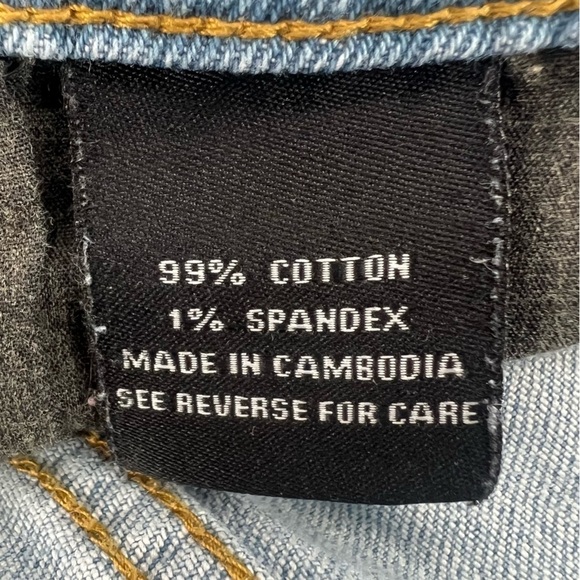 99% COTTON
1% SPANDEX
MADE IN CAMBODIA
SEE REVERSE FOR CARE